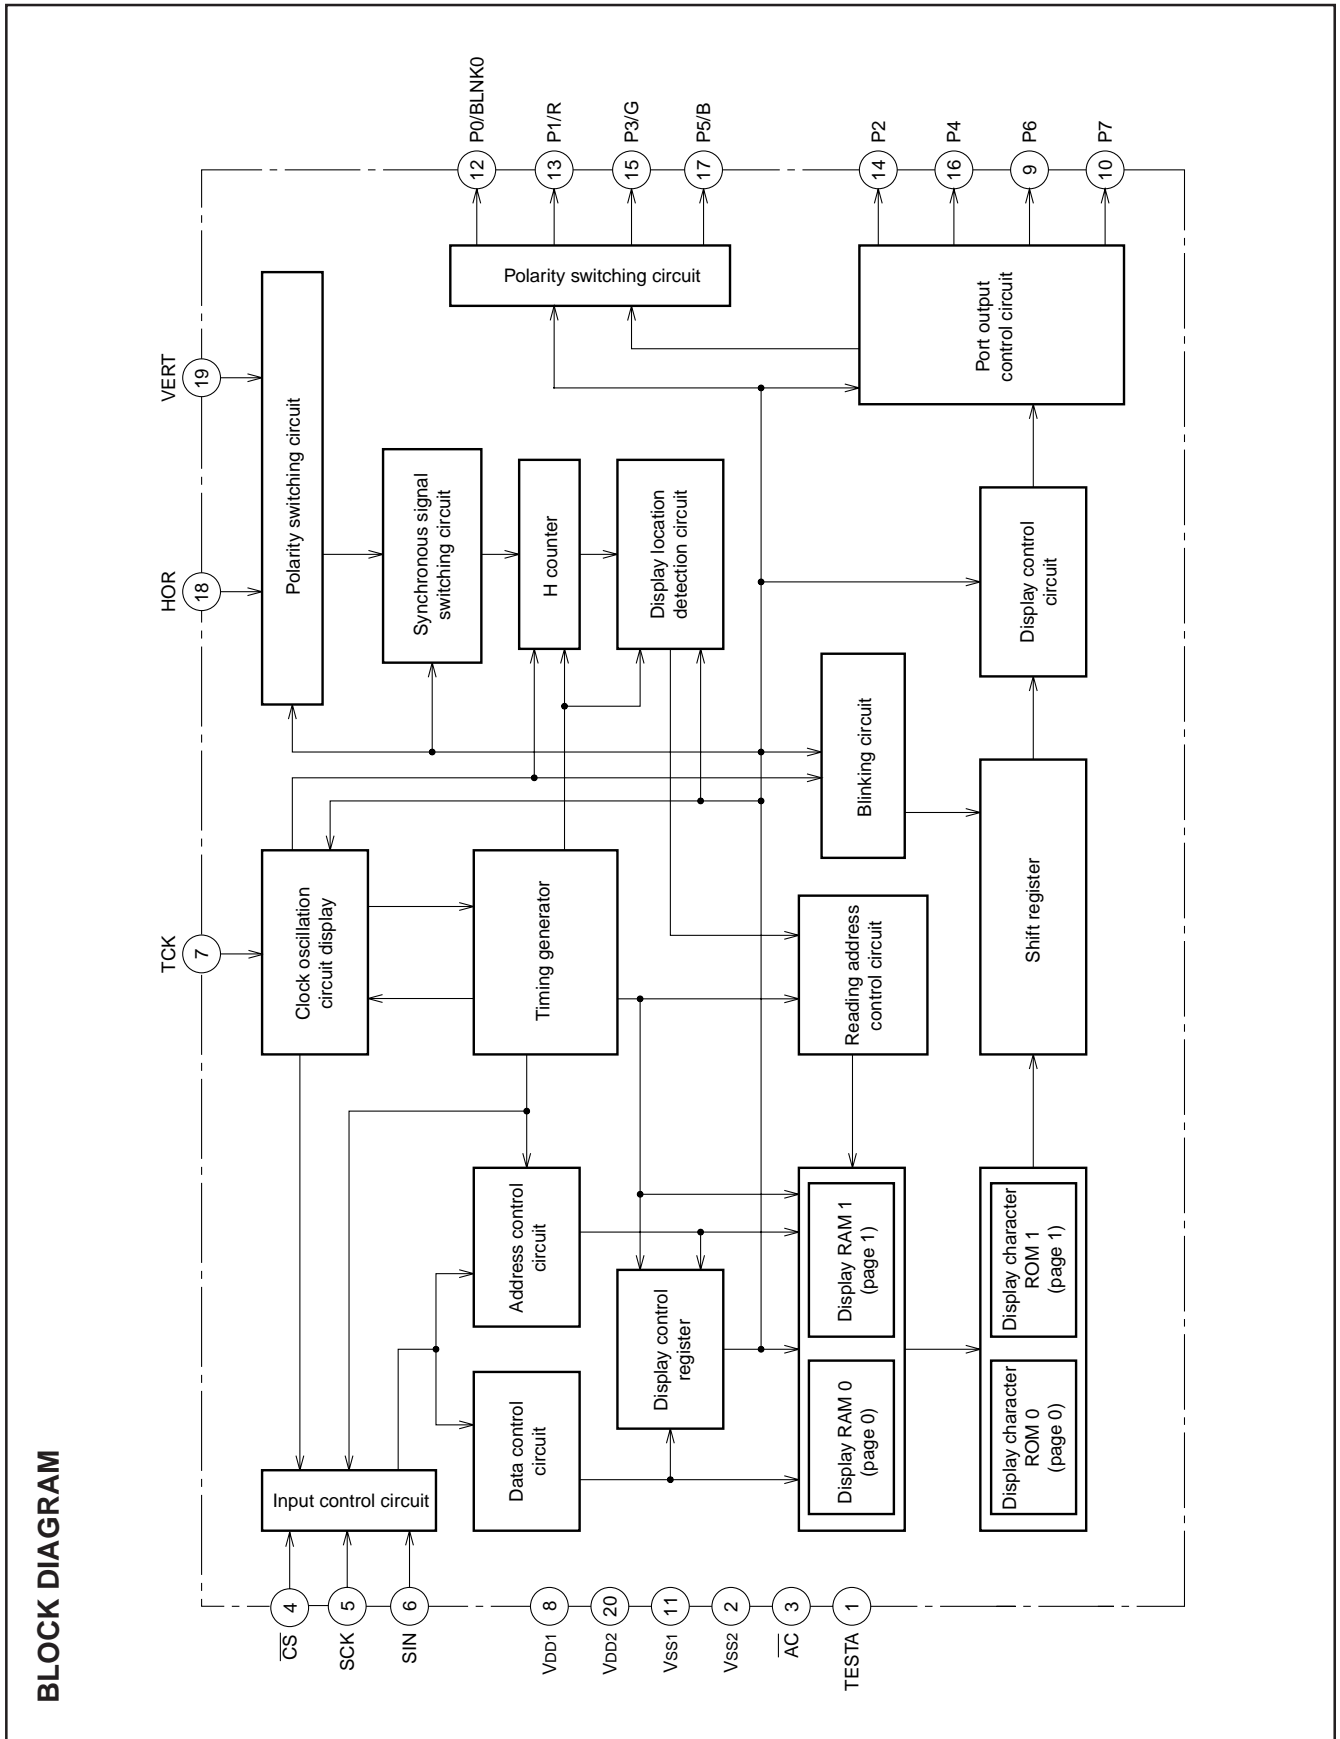 BLOCK DIAGRAM
CS
4
SCK
5
SIN
6
VDD1
8
VDD2
20
VSS1
11
VSS2
2
AC
3
TESTA
1
TCK
7
HOR
18
VERT
19
Input control circuit
Clock oscillation
circuit display
Polarity switching circuit
Data control
circuit
Address control
circuit
Timing generator
Synchronous signal
switching circuit
H counter
Display location
detection circuit
Display control
register
Display RAM 0
(page 0)
Display RAM 1
(page 1)
Reading address
control circuit
Blinking circuit
Display character
ROM 0
(page 0)
Display character
ROM 1
(page 1)
Shift register
Display control
circuit
Polarity switching circuit
Port output
control circuit
12
P0/BLNK0
13
P1/R
15
P3/G
17
P5/B
14
P2
16
P4
9
P6
10
P7